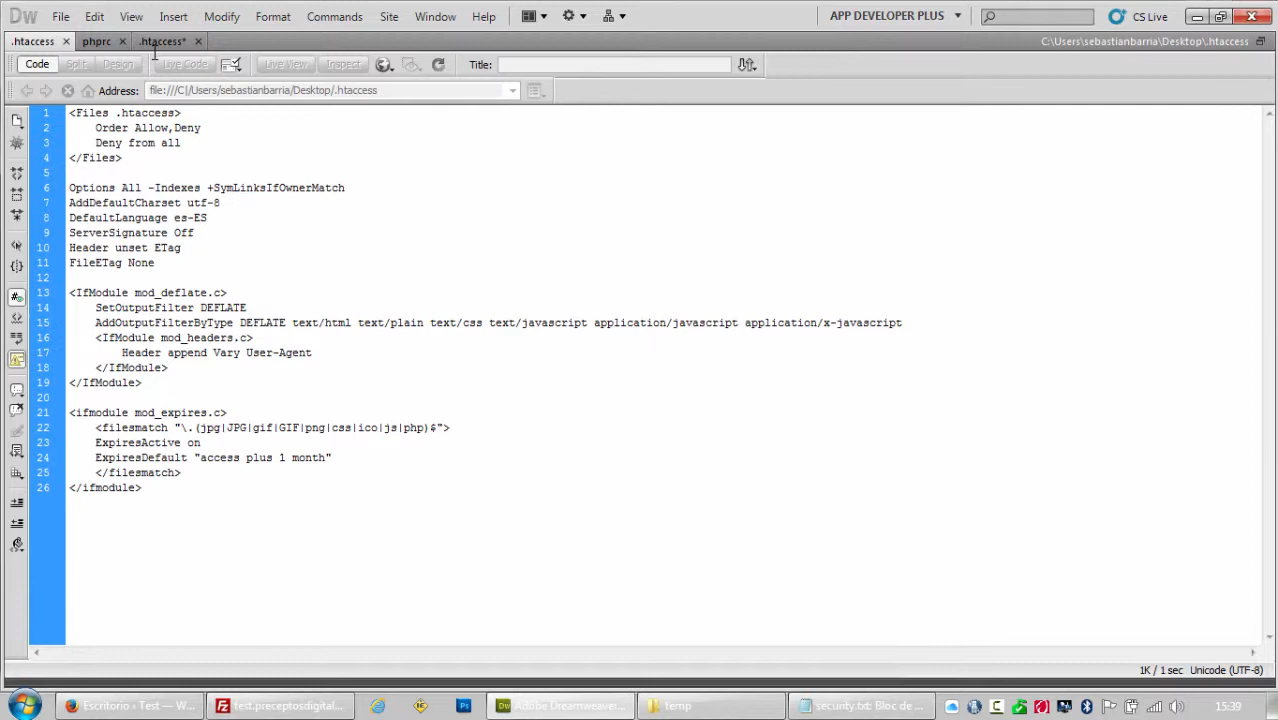 Dw File Edit View Insert Modify Format Commands Site Window Help APP DEVELOPER PLUS CS Live
.htaccess phprc .htaccess* C:\Users\sebastianbarria\Desktop\.htaccess
Code Split Design Live Code Live View Inspect Title:
Address: file:///C|/Users/sebastianbarria/Desktop/.htaccess
1 <Files .htaccess>
2 Order Allow,Deny
3 Deny from all
4 </Files>
5
6 Options All -Indexes +SymLinksIfOwnerMatch
7 AddDefaultCharset utf-8
8 DefaultLanguage es-ES
9 ServerSignature Off
10 Header unset ETag
11 FileETag None
12
13 <IfModule mod_deflate.c>
14 SetOutputFilter DEFLATE
15 AddOutputFilterByType DEFLATE text/html text/plain text/css text/javascript application/javascript application/x-javascript
16 <IfModule mod_headers.c>
17 Header append Vary User-Agent
18 </IfModule>
19 </IfModule>
20
21 <ifmodule mod_expires.c>
22 <filesmatch "\.(jpg|JPG|gif|GIF|png|css|ico|js|php)$">
23 ExpiresActive on
24 ExpiresDefault "access plus 1 month"
25 </filesmatch>
26 </ifmodule>
1K / 1 sec Unicode (UTF-8)
Escritorio ‹ Test — W... test.preceptosdigital... Dw Adobe Dreamweaver... temp security.txt: Bloc de ... 15:39